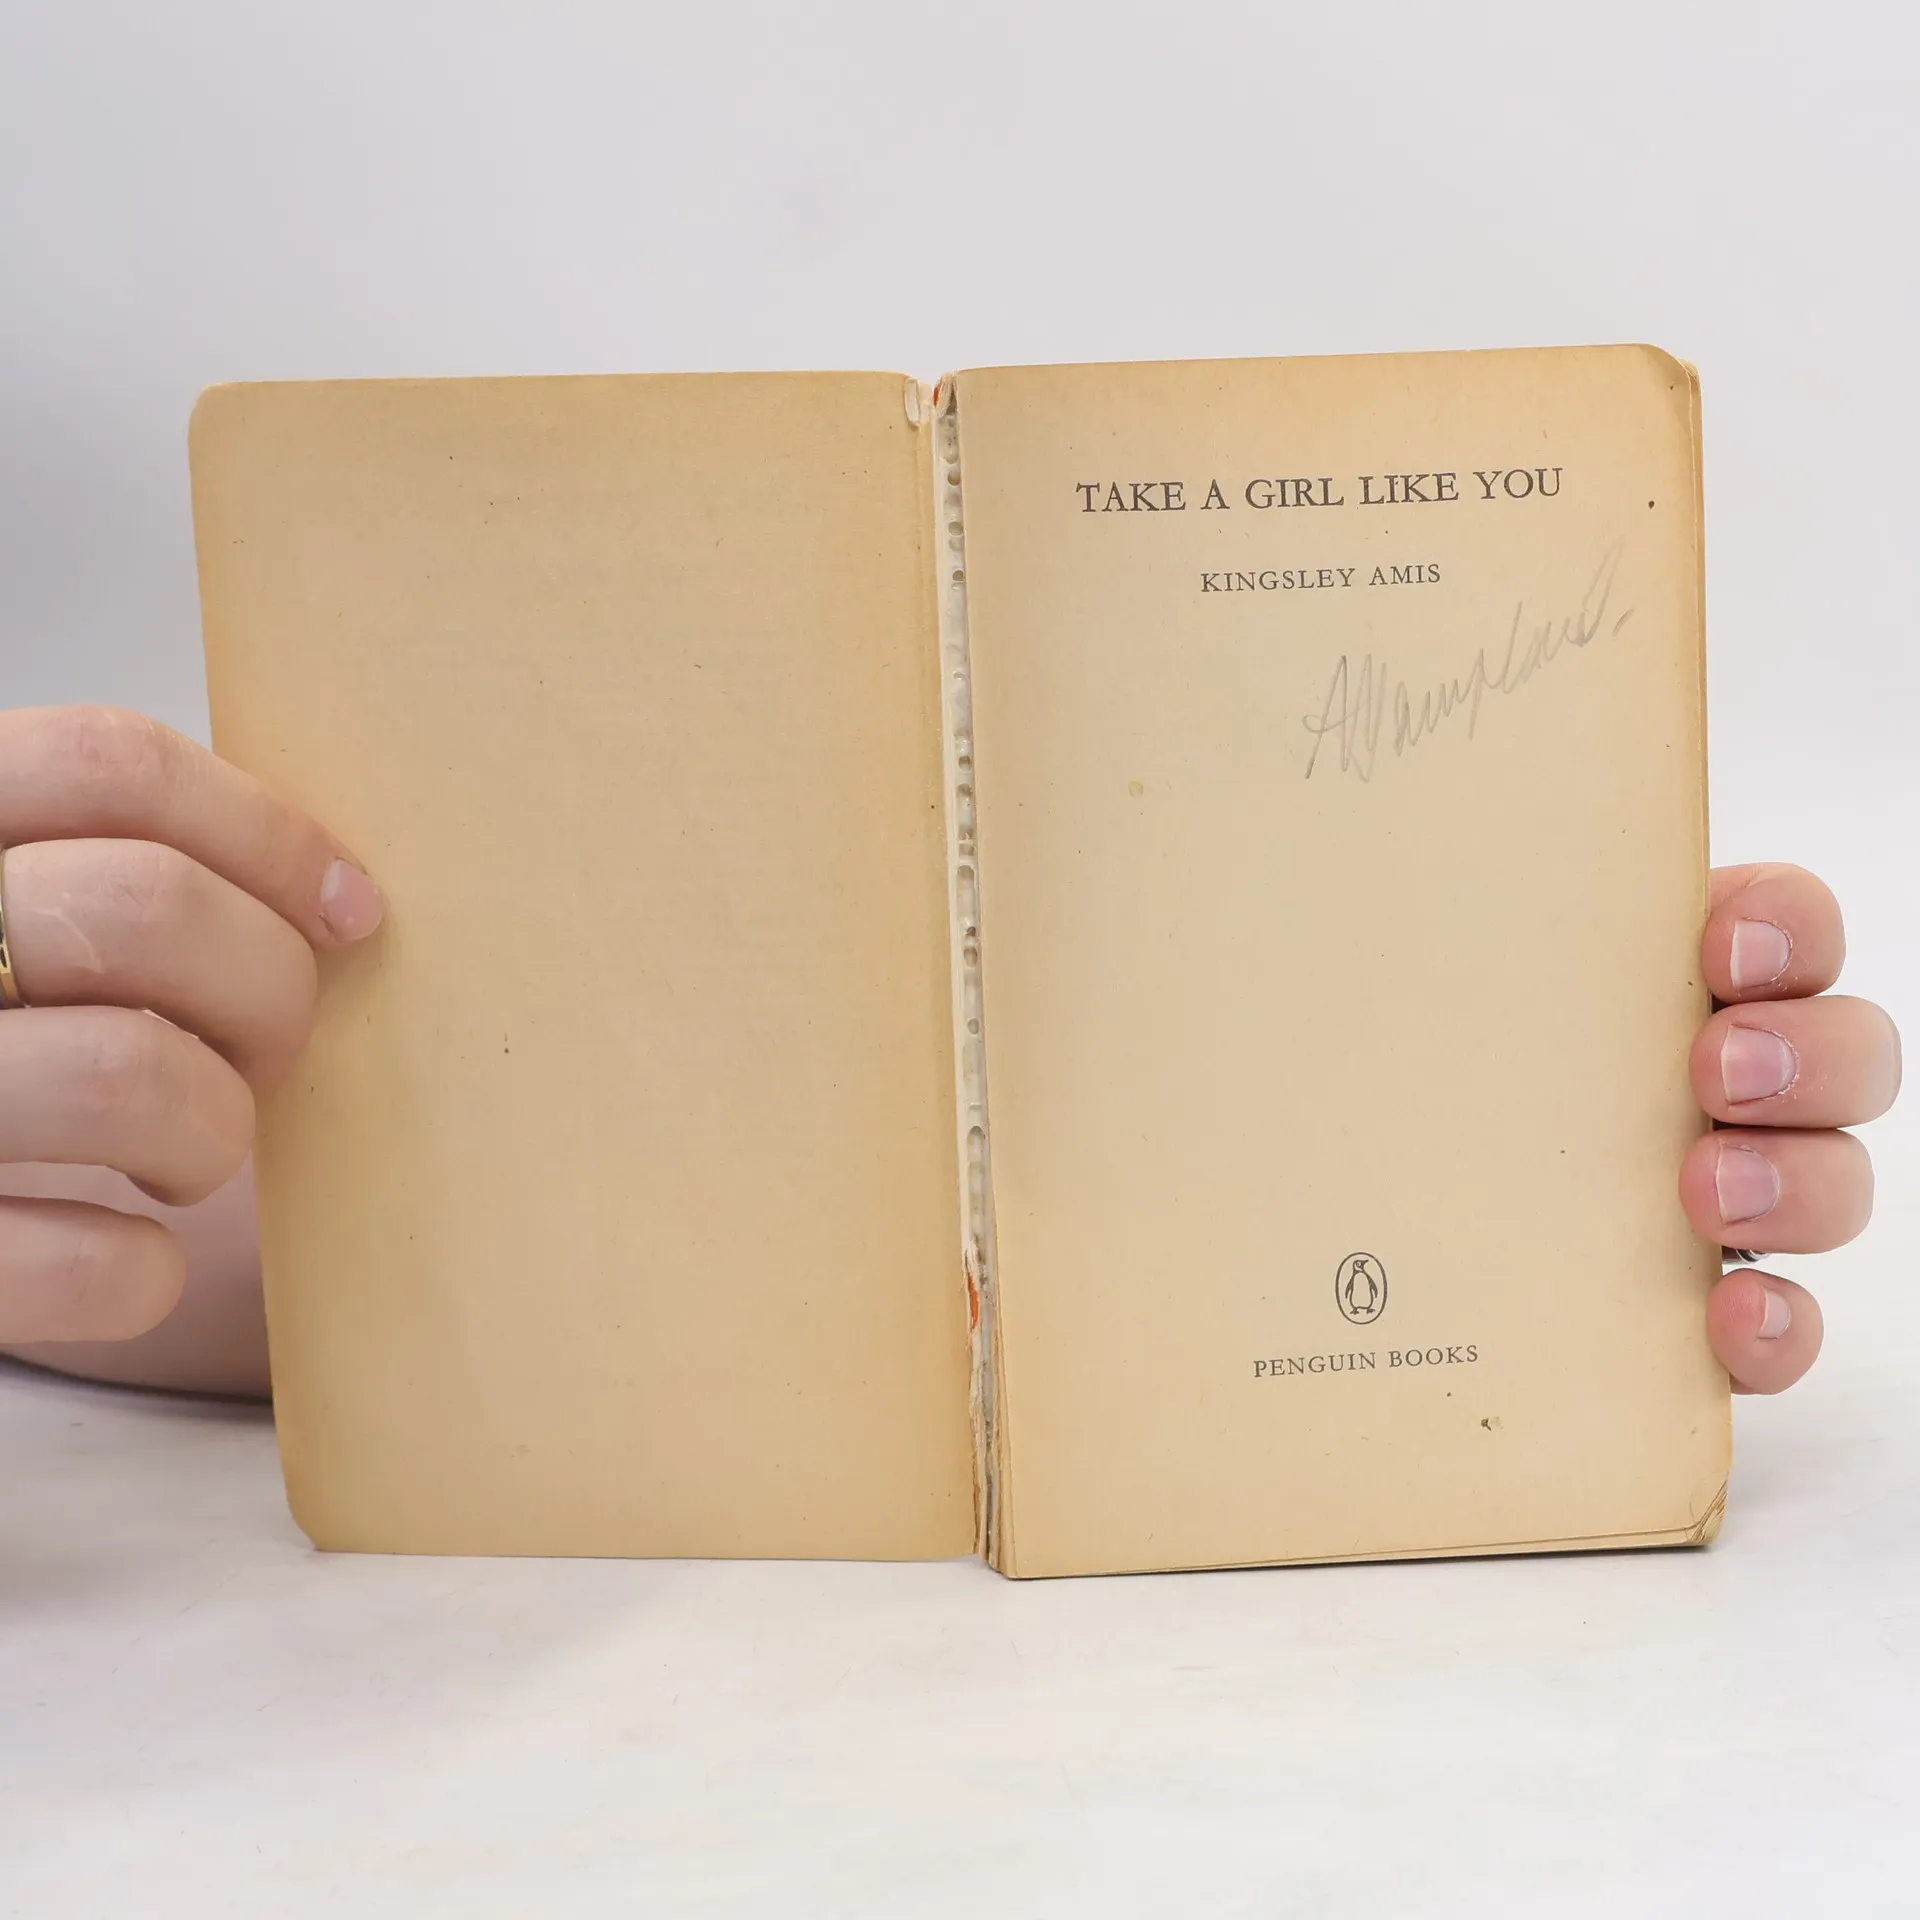 TAKE A GIRL LIKE YOU
KINGSLEY AMIS
PENGUIN BOOKS